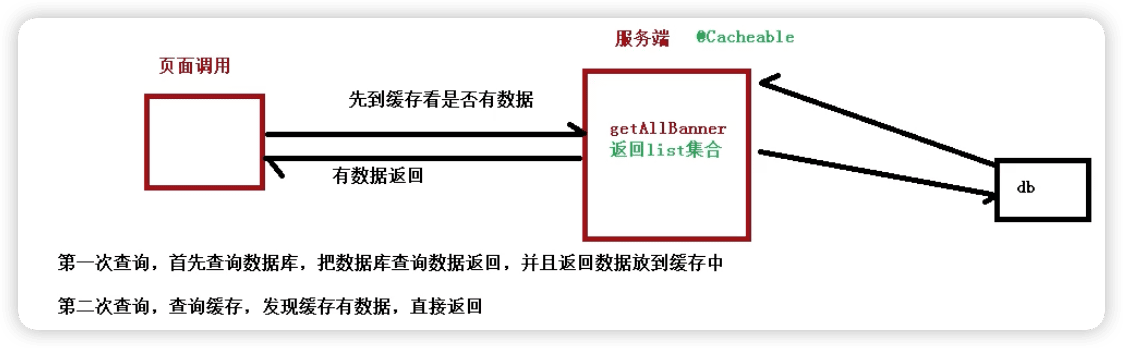 服务端 @Cacheable
页面调用
先到缓存看是否有数据
getAllBanner
返回list集合
有数据返回
db
第一次查询，首先查询数据库，把数据库查询数据返回，并且返回数据放到缓存中
第二次查询，查询缓存，发现缓存有数据，直接返回